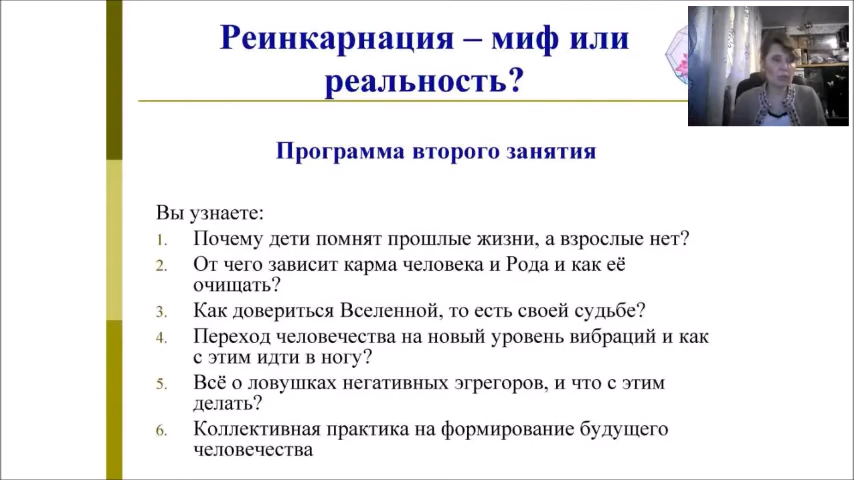 Реинкарнация – миф или
реальность?
Программа второго занятия
Вы узнаете:
1. Почему дети помнят прошлые жизни, а взрослые нет?
2. От чего зависит карма человека и Рода и как её
очищать?
3. Как довериться Вселенной, то есть своей судьбе?
4. Переход человечества на новый уровень вибраций и как
с этим идти в ногу?
5. Всё о ловушках негативных эгрегоров, и что с этим
делать?
6. Коллективная практика на формирование будущего
человечества